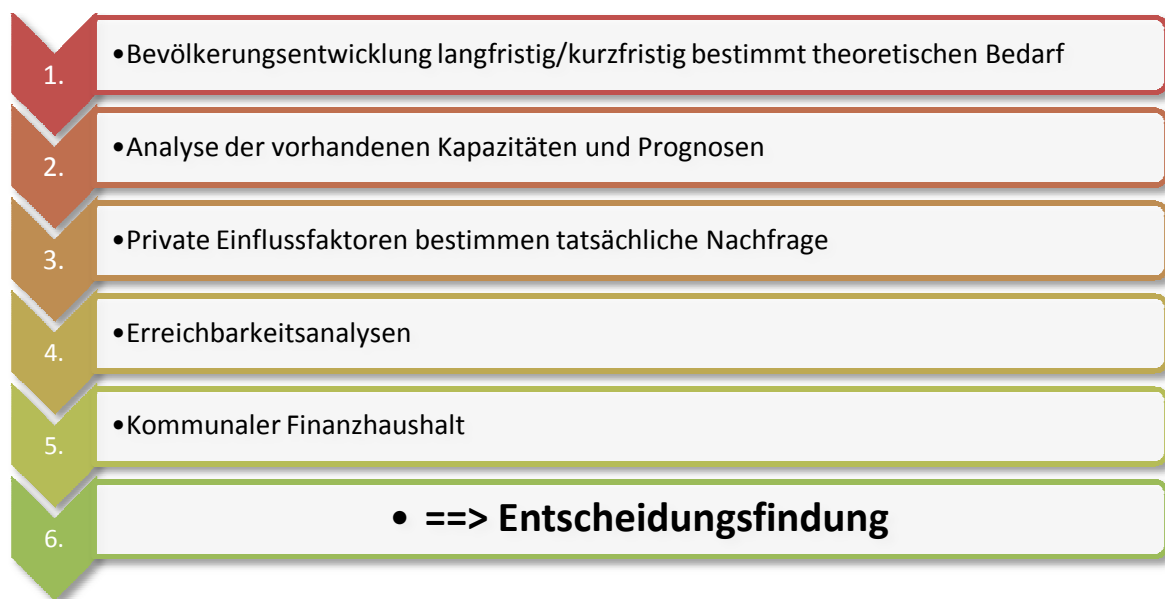 1. •Bevölkerungsentwicklung langfristig/kurzfristig bestimmt theoretischen Bedarf
2. •Analyse der vorhandenen Kapazitäten und Prognosen
3. •Private Einflussfaktoren bestimmen tatsächliche Nachfrage
4. •Erreichbarkeitsanalysen
5. •Kommunaler Finanzhaushalt
6. • ==> Entscheidungsfindung